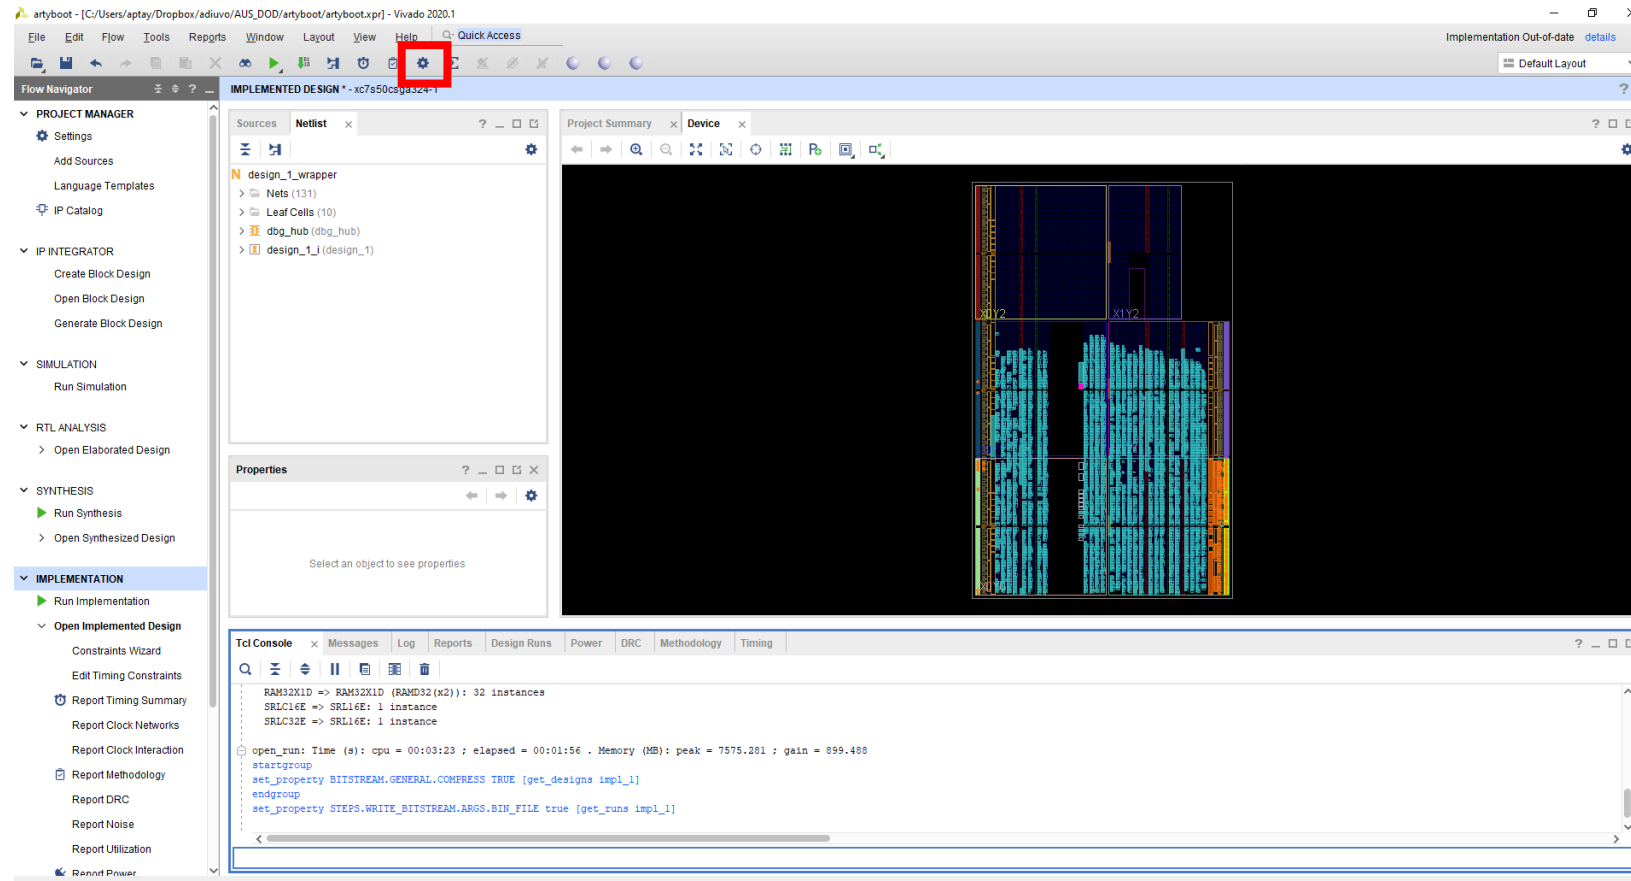 artyboot - [C:/Users/aptay/Dropbox/adiuvo/AUS_DOD/artyboot/artyboot.xpr] - Vivado 2020.1
File Edit Flow Tools Reports Window Layout View Help Quick Access
Implementation Out-of-date details
Default Layout
Flow Navigator
IMPLEMENTED DESIGN * - xc7s50csga324-1
PROJECT MANAGER
Settings
Add Sources
Language Templates
IP Catalog
IP INTEGRATOR
Create Block Design
Open Block Design
Generate Block Design
SIMULATION
Run Simulation
RTL ANALYSIS
Open Elaborated Design
SYNTHESIS
Run Synthesis
Open Synthesized Design
IMPLEMENTATION
Run Implementation
Open Implemented Design
Constraints Wizard
Edit Timing Constraints
Report Timing Summary
Report Clock Networks
Report Clock Interaction
Report Methodology
Report DRC
Report Noise
Report Utilization
Report Power
Sources Netlist
design_1_wrapper
Nets (131)
Leaf Cells (10)
dbg_hub (dbg_hub)
design_1_i (design_1)
Properties
Select an object to see properties
Project Summary Device
X0Y2 X1Y2
Tcl Console Messages Log Reports Design Runs Power DRC Methodology Timing
RAM32X1D => RAM32X1D (RAMD32(x2)): 32 instances
SRLC16E => SRL16E: 1 instance
SRLC32E => SRL16E: 1 instance
open_run: Time (s): cpu = 00:03:23 ; elapsed = 00:01:56 . Memory (MB): peak = 7575.281 ; gain = 899.488
startgroup
set_property BITSTREAM.GENERAL.COMPRESS TRUE [get_designs impl_1]
endgroup
set_property STEPS.WRITE_BITSTREAM.ARGS.BIN_FILE true [get_runs impl_1]